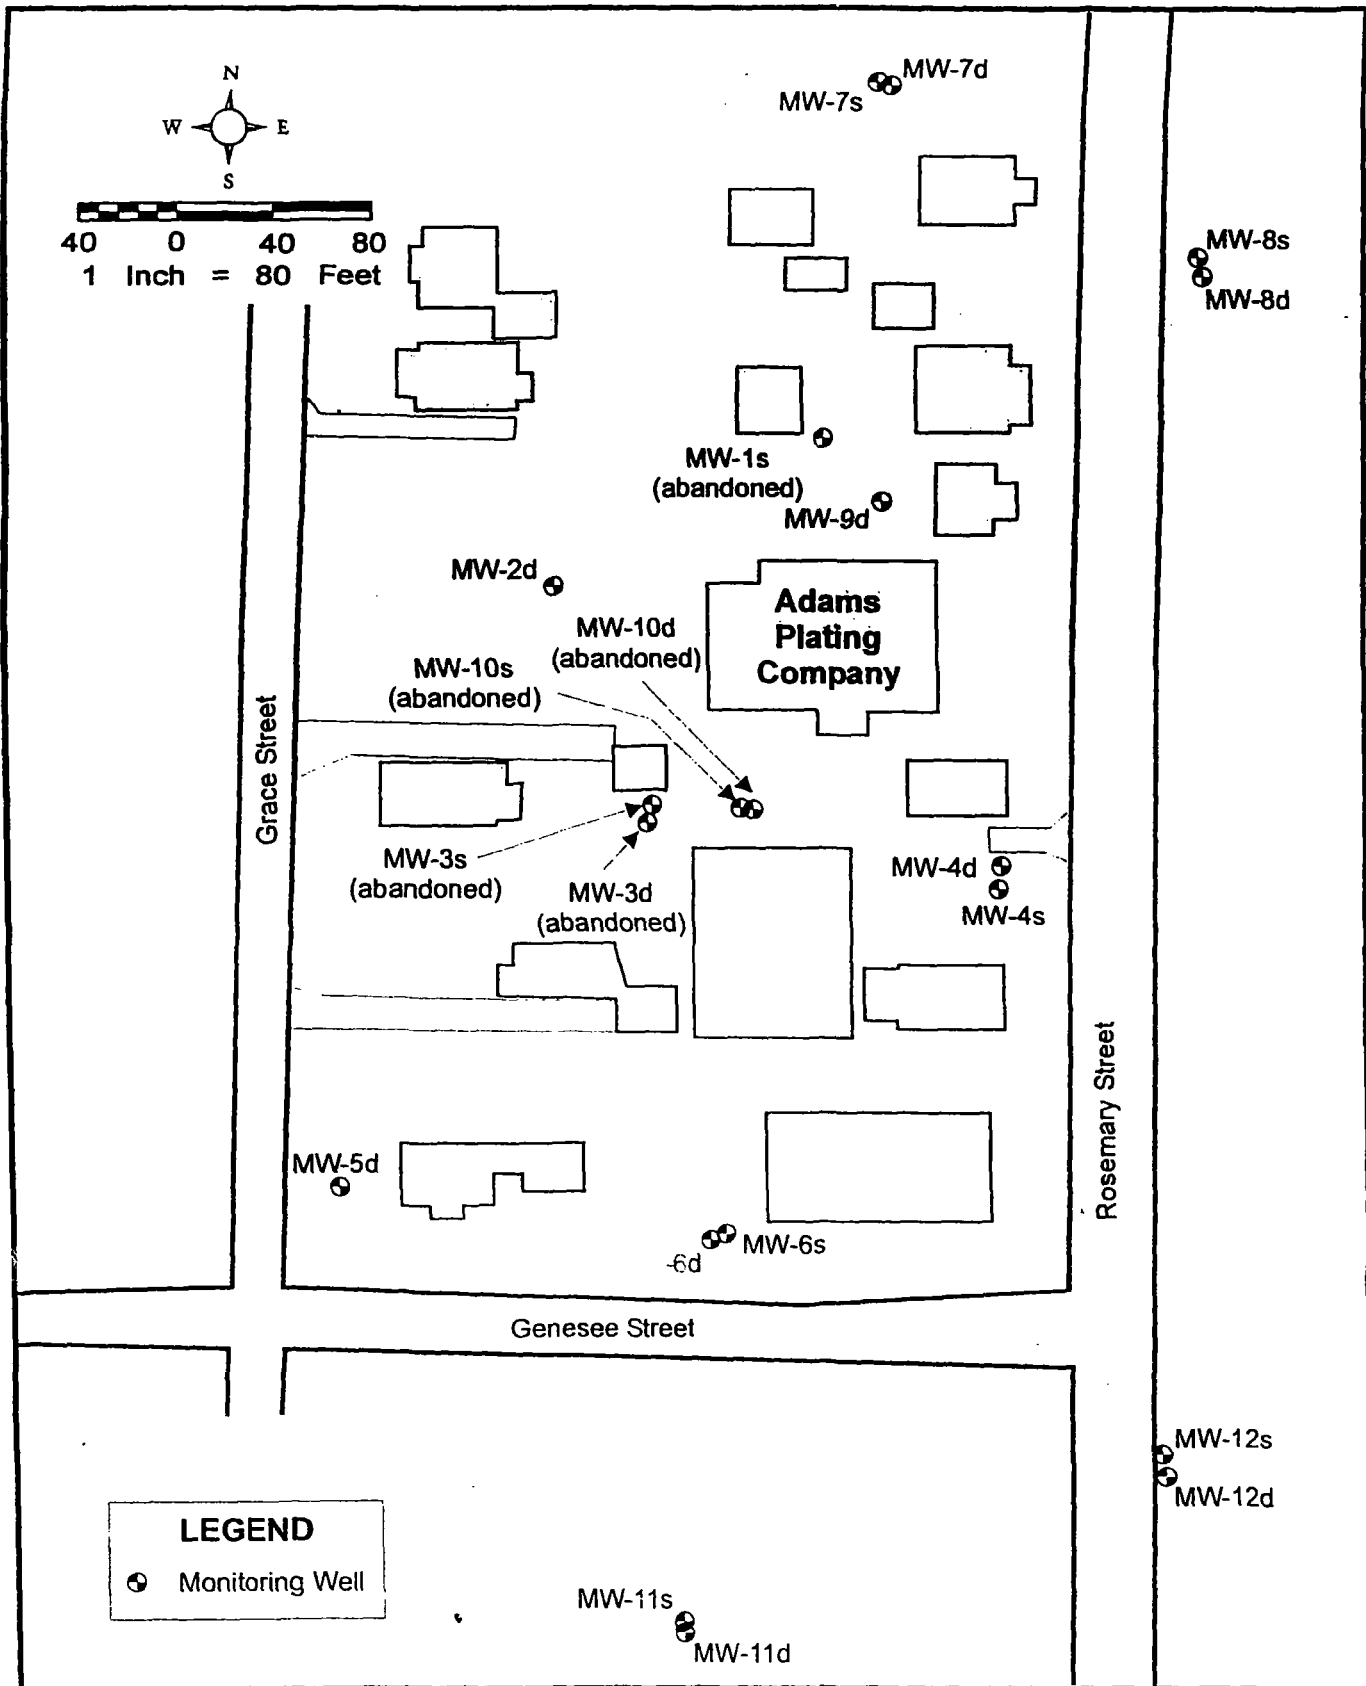 MW-7d
MW-7s
N
W E
S
40 0 40 80
1 Inch = 80 Feet
MW-8s
MW-8d
MW-1s
(abandoned)
MW-9d
MW-2d
Adams
Plating
Company
MW-10d
(abandoned)
MW-10s
(abandoned)
Grace Street
MW-3s
(abandoned)
MW-3d
(abandoned)
MW-4d
MW-4s
Rosemary Street
MW-5d
MW-6s
-6d
Genesee Street
MW-12s
MW-12d
LEGEND
Monitoring Well
MW-11s
MW-11d